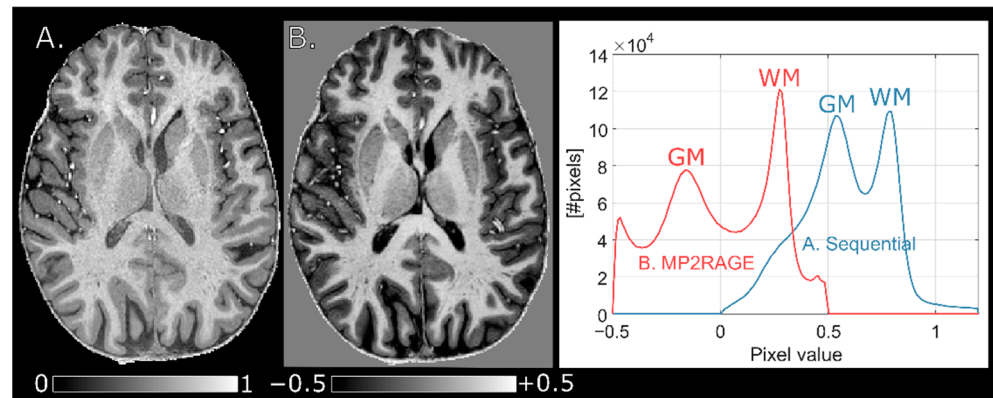 A.
B.
0 1
−0.5 +0.5
×10⁴
14
12
10
8
6
4
2
0
[#pixels]
WM
GM
WM
GM
A. Sequential
B. MP2RAGE
−0.5 0 0.5 1
Pixel value